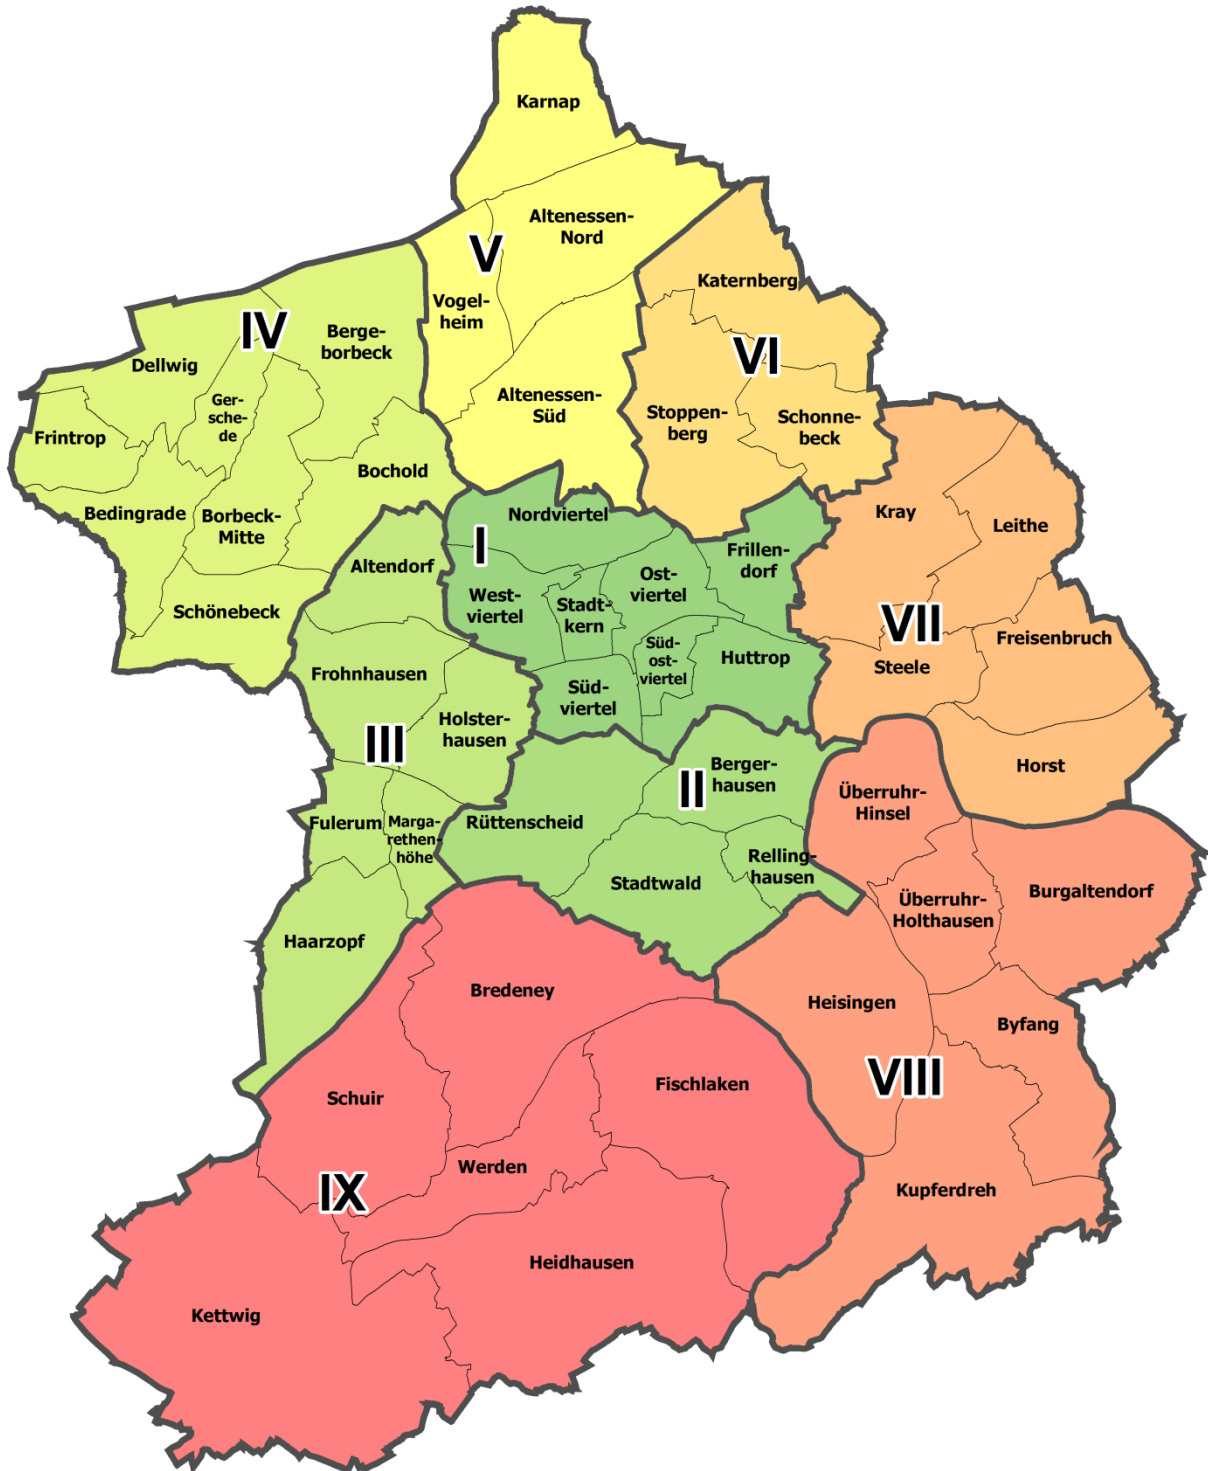 Karnap
Altenessen-
Nord
V
Vogel-
heim
Altenessen-
Süd
Katernberg
VI
Stoppen-
berg
Schonne-
beck
IV
Dellwig
Berge-
borbeck
Ger-
sche-
de
Frintrop
Bochold
Bedingrade
Borbeck-
Mitte
Schönebeck
I
Nordviertel
West-
viertel
Stadt-
kern
Ost-
viertel
Frillen-
dorf
Süd-
ost-
viertel
Huttrop
Süd-
viertel
Kray
Leithe
VII
Freisenbruch
Steele
Horst
Altendorf
Frohnhausen
Holster-
hausen
III
Fulerum
Marga-
rethen-
höhe
Haarzopf
II
Berger-
hausen
Rüttenscheid
Relling-
hausen
Stadtwald
Überruhr-
Hinsel
Überruhr-
Holthausen
Burgaltendorf
Heisingen
Byfang
VIII
Kupferdreh
Bredeney
Schuir
Fischlaken
Werden
IX
Heidhausen
Kettwig